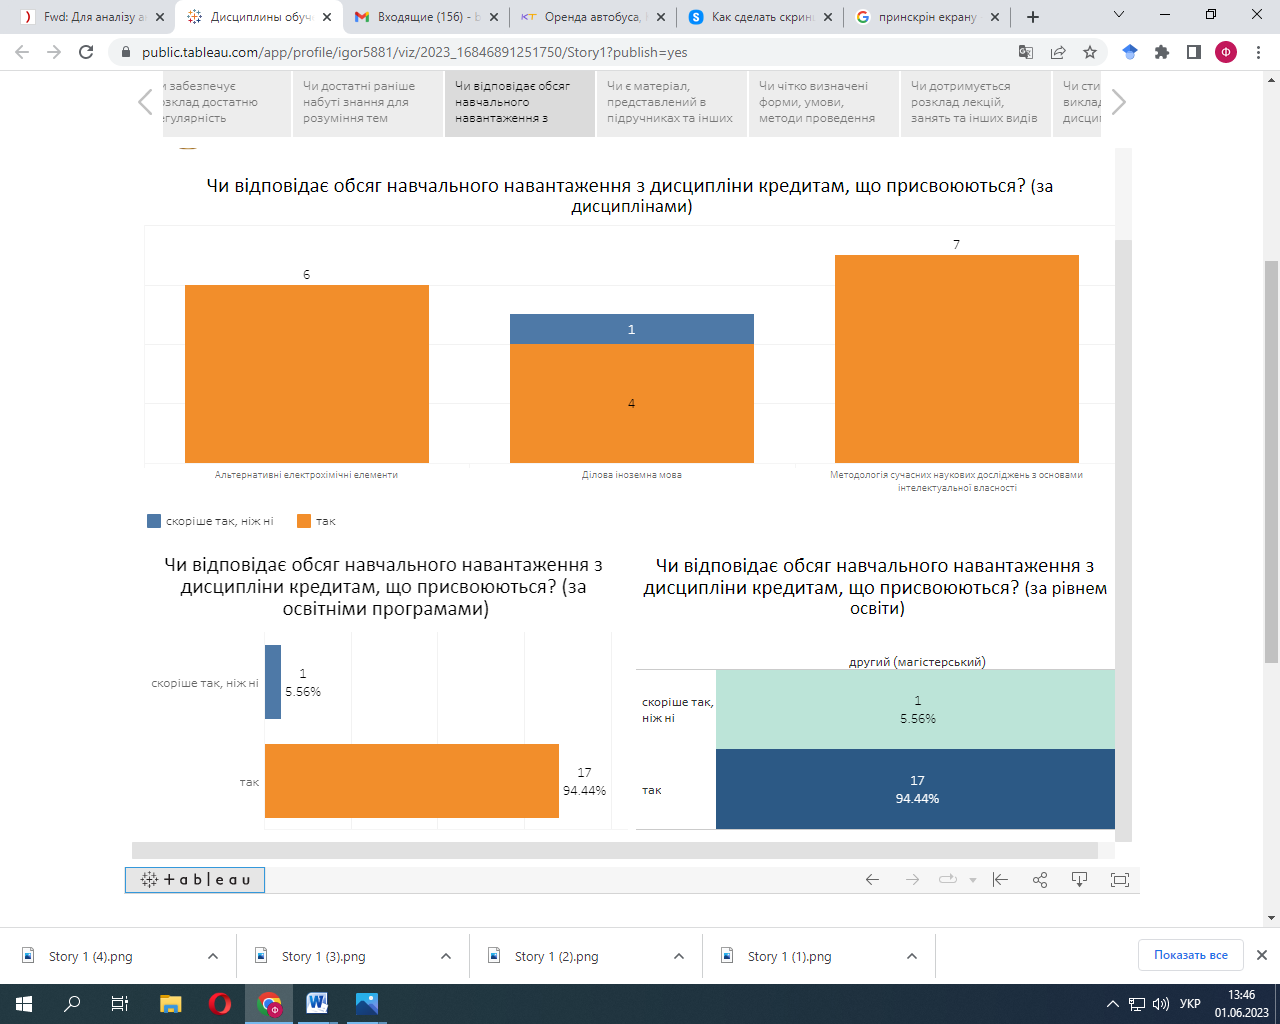 Fwd: Для аналізу а
Дисциплины обуч
Входящие (156) - b
Оренда автобуса,
Как сделать скрин
принскрін екрану
public.tableau.com/app/profile/igor5881/viz/2023_16846891251750/Story1?publish=yes
Ф
и забезпечує
озклад достатню
егулярність
Чи достатні раніше
набуті знання для
розуміння тем
Чи відповідає обсяг
навчального
навантаження з
Чи є матеріал,
представлений в
підручниках та інших
Чи чітко визначені
форми, умови,
методи проведення
Чи дотримується
розклад лекцій,
занять та інших видів
Чи сти
виклад
дисци
Чи відповідає обсяг навчального навантаження з дисципліни кредитам, що присвоюються? (за
дисциплінами)
6
1
4
7
Альтернативні електрохімічні елементи
Ділова іноземна мова
Методологія сучасних наукових досліджень з основами
інтелектуальної власності
скоріше так, ніж ні
так
Чи відповідає обсяг навчального навантаження з
дисципліни кредитам, що присвоюються? (за
освітніми програмами)
скоріше так, ніж ні
1
5.56%
так
17
94.44%
Чи відповідає обсяг навчального навантаження з
дисципліни кредитам, що присвоюються? (за рівнем
освіти)
другий (магістерський)
скоріше так,
ніж ні
1
5.56%
так
17
94.44%
+ableau
Story 1 (4).png
Story 1 (3).png
Story 1 (2).png
Story 1 (1).png
Показать все
УКР
13:46
01.06.2023